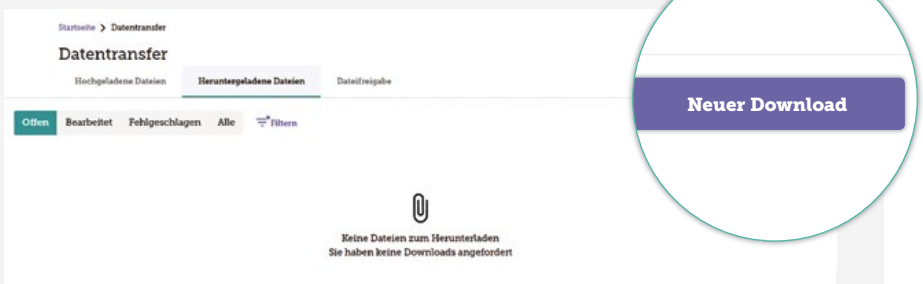 Startseite ❯ Datentransfer
Datentransfer
Hochgeladene Dateien Heruntergeladene Dateien Dateifreigabe
Neuer Download
Offen Bearbeitet Fehlgeschlagen Alle Filtern
Keine Dateien zum Herunterladen
Sie haben keine Downloads angefordert